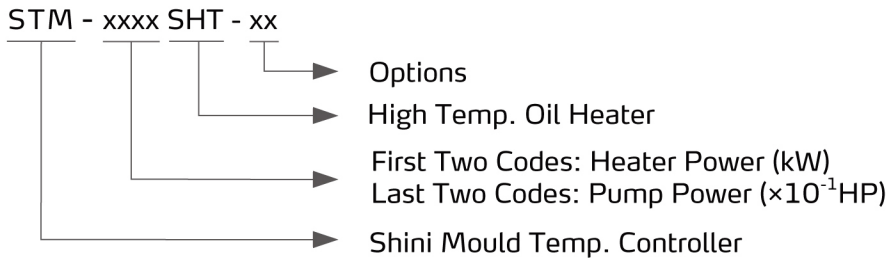 STM - xxxx SHT - xx
Options
High Temp. Oil Heater
First Two Codes: Heater Power (kW)
Last Two Codes: Pump Power (×10⁻¹HP)
Shini Mould Temp. Controller